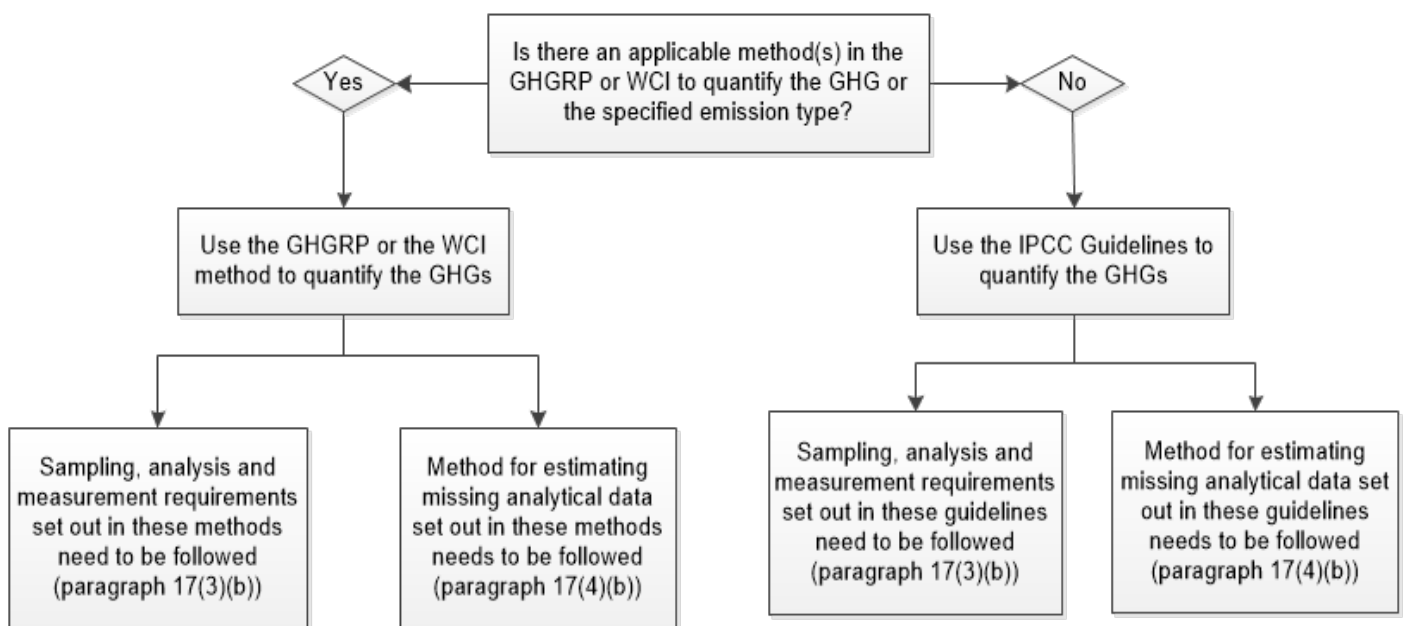 Is there an applicable method(s) in the
GHGRP or WCI to quantify the GHG or
the specified emission type?
Yes
No
Use the GHGRP or the WCI
method to quantify the GHGs
Use the IPCC Guidelines to
quantify the GHGs
Sampling, analysis and
measurement requirements
set out in these methods
need to be followed
(paragraph 17(3)(b))
Method for estimating
missing analytical data
set out in these methods
needs to be followed
(paragraph 17(4)(b))
Sampling, analysis and
measurement requirements
set out in these guidelines
need to be followed
(paragraph 17(3)(b))
Method for estimating
missing analytical data set
out in these guidelines
needs to be followed
(paragraph 17(4)(b))